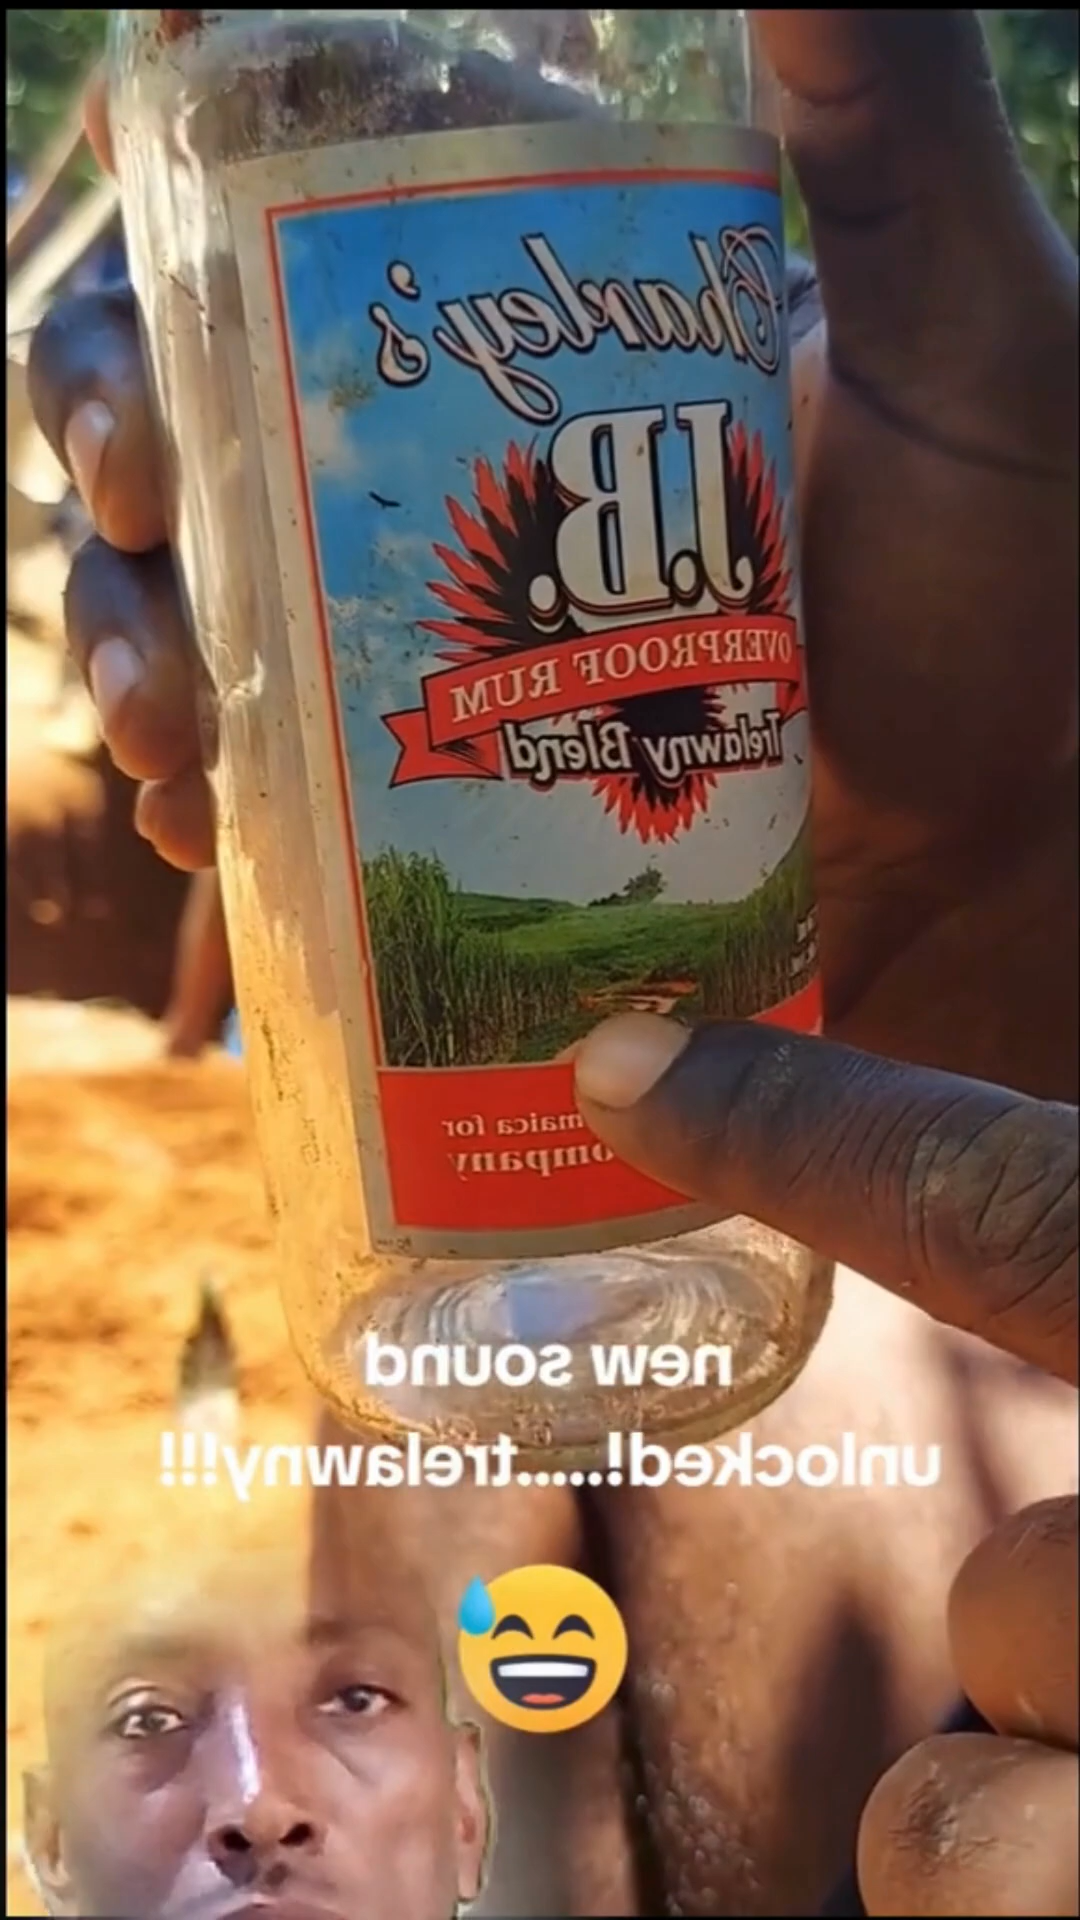 Charley's
J.B.
OVERPROOF RUM
Trelawny Blend
maica for
ompany
new sound
unlocked!.....trelawny!!!